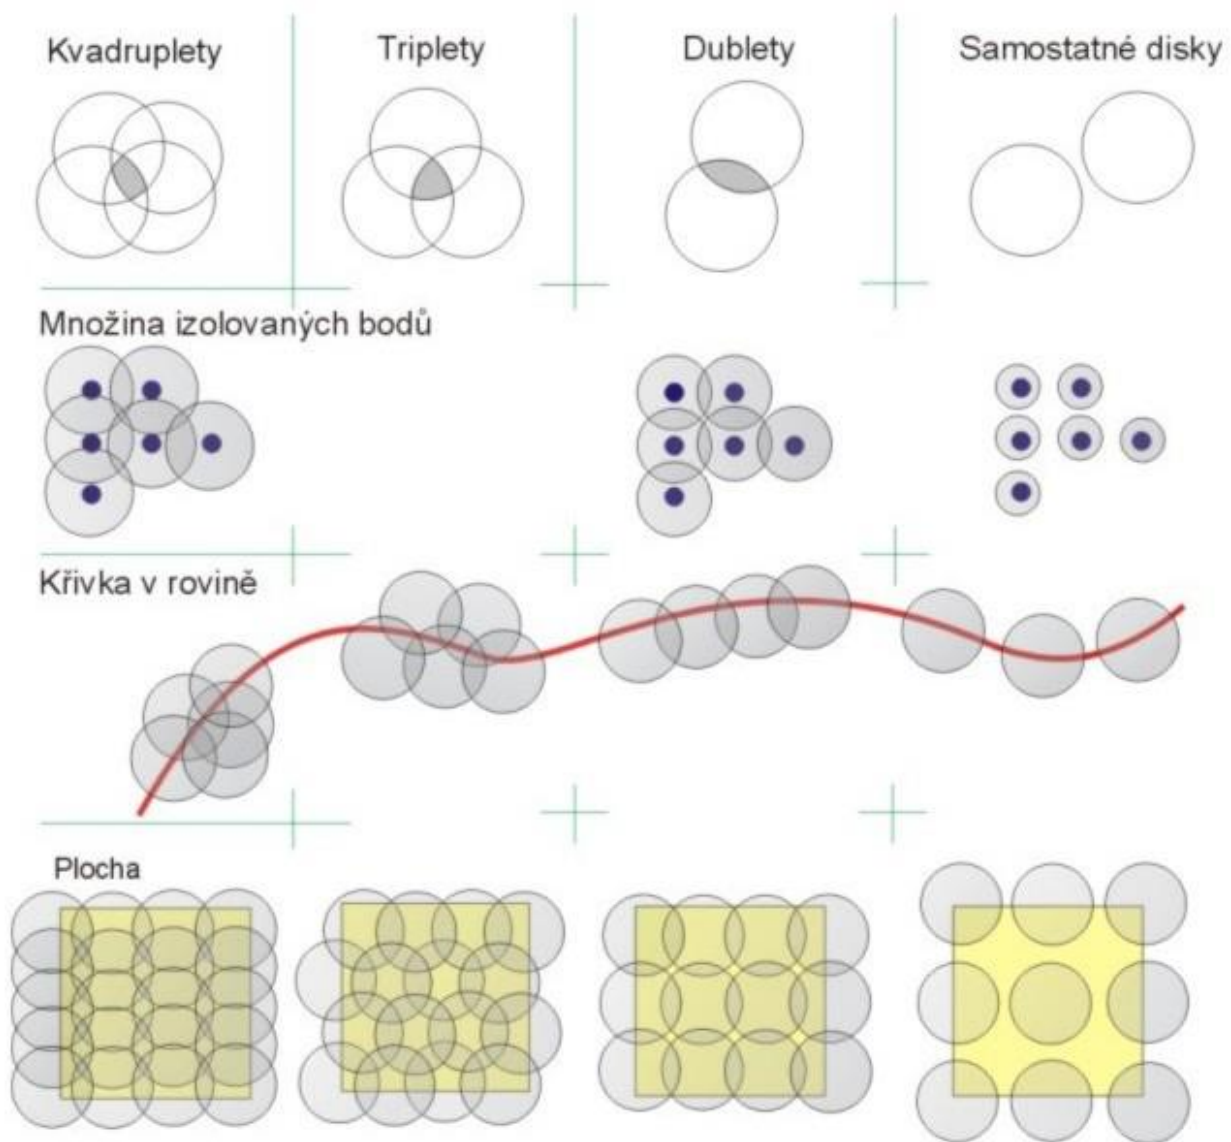 Kvadruplety
Triplety
Dublety
Samostatné disky
Množina izolovaných bodů
Křivka v rovině
Plocha